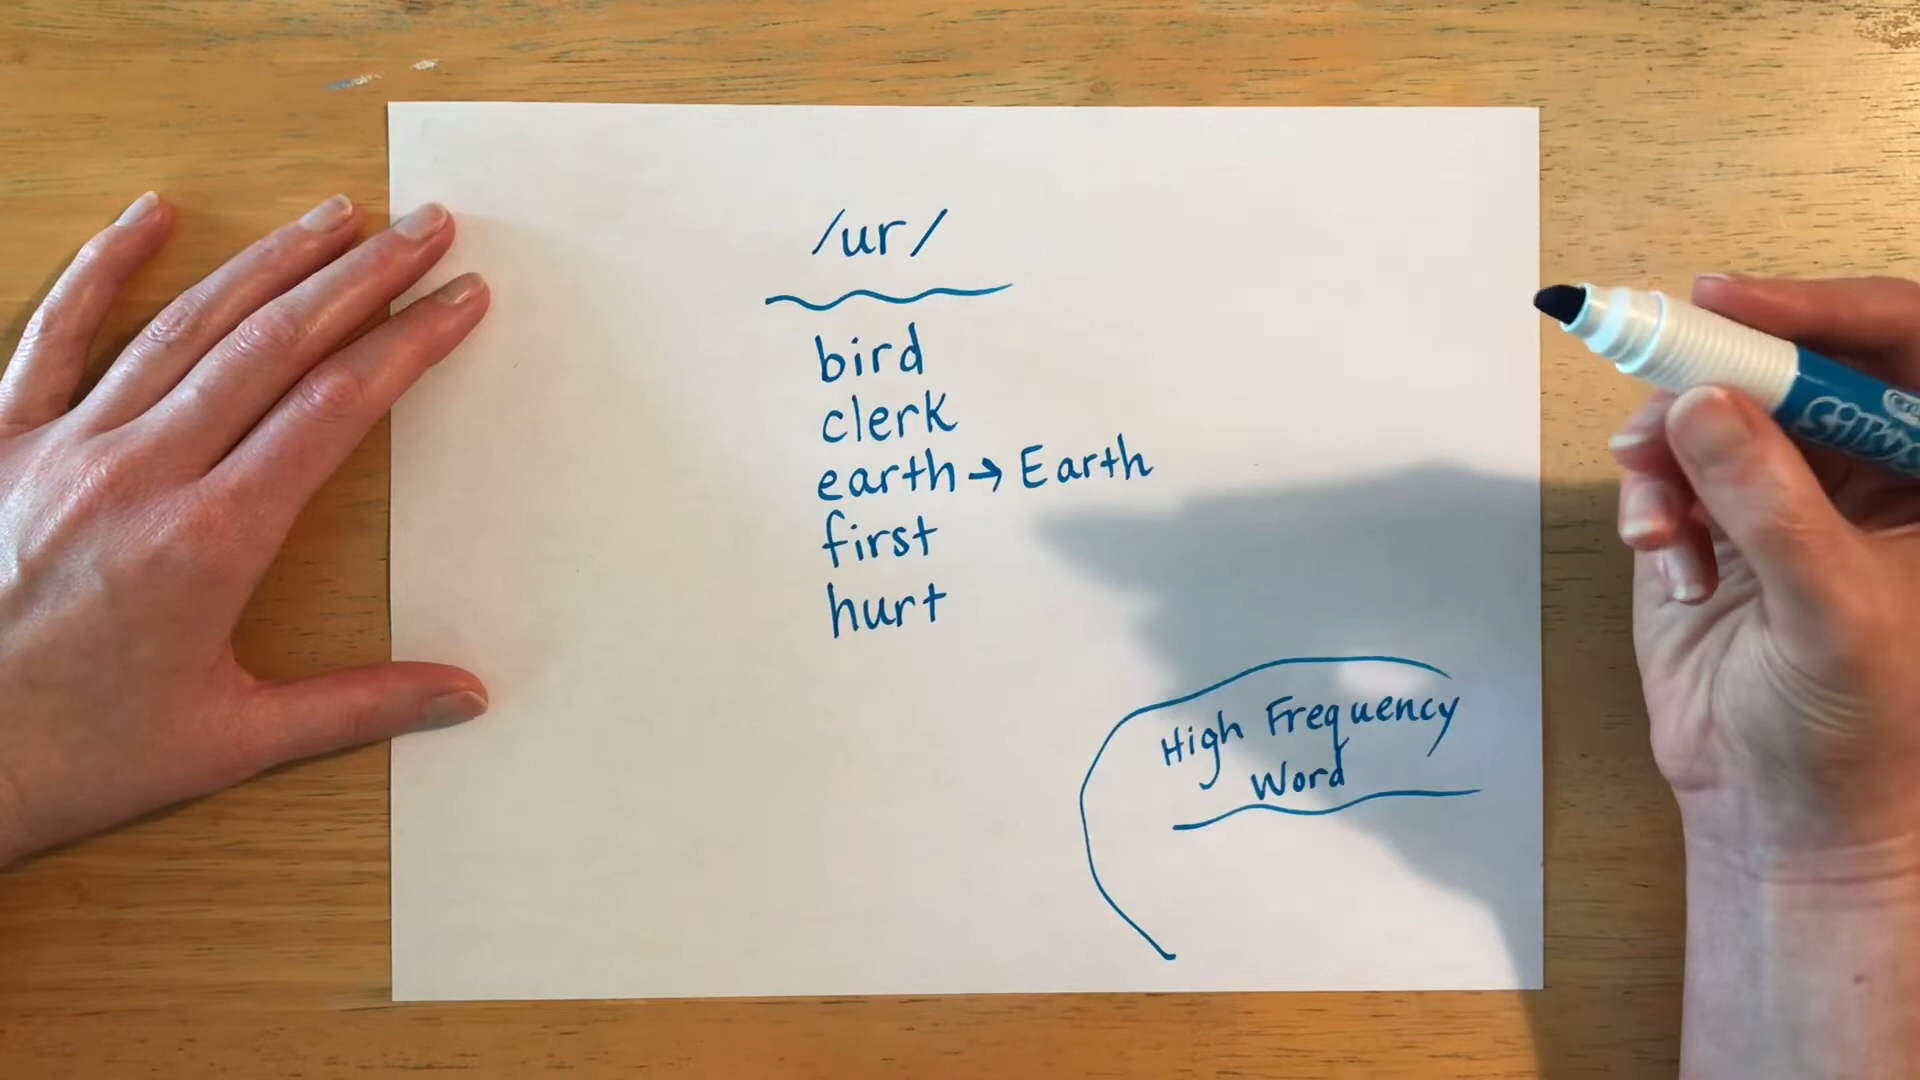 /ur/
bird
clerk
earth → Earth
first
hurt
High Frequency
Word